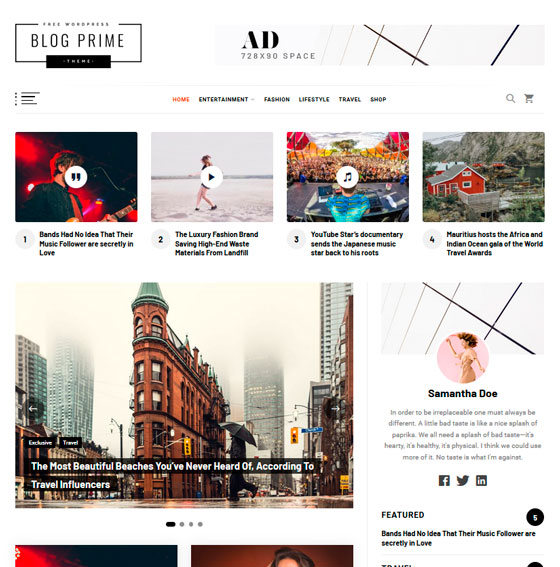 FREE WORDPRESS
BLOG PRIME
THEME
AD
728X90 SPACE
HOME ENTERTAINMENT FASHION LIFESTYLE TRAVEL SHOP
1
Bands Had No Idea That Their
Music Follower are secretly in
Love
2
The Luxury Fashion Brand
Saving High-End Waste
Materials From Landfill
3
YouTube Star's documentary
sends the Japanese music
star back to his roots
4
Mauritius hosts the Africa and
Indian Ocean gala of the World
Travel Awards
Exclusive Travel
The Most Beautiful Beaches You've Never Heard Of, According To
Travel Influencers
Samantha Doe
In order to be irreplaceable one must always be
different. A little bad taste is like a nice splash of
paprika. We all need a splash of bad taste—it's
hearty, it's healthy, it's physical. I think we could use
more of it. No taste is what I'm against.
FEATURED 5
Bands Had No Idea That Their Music Follower are
secretly in Love
TRAVEL